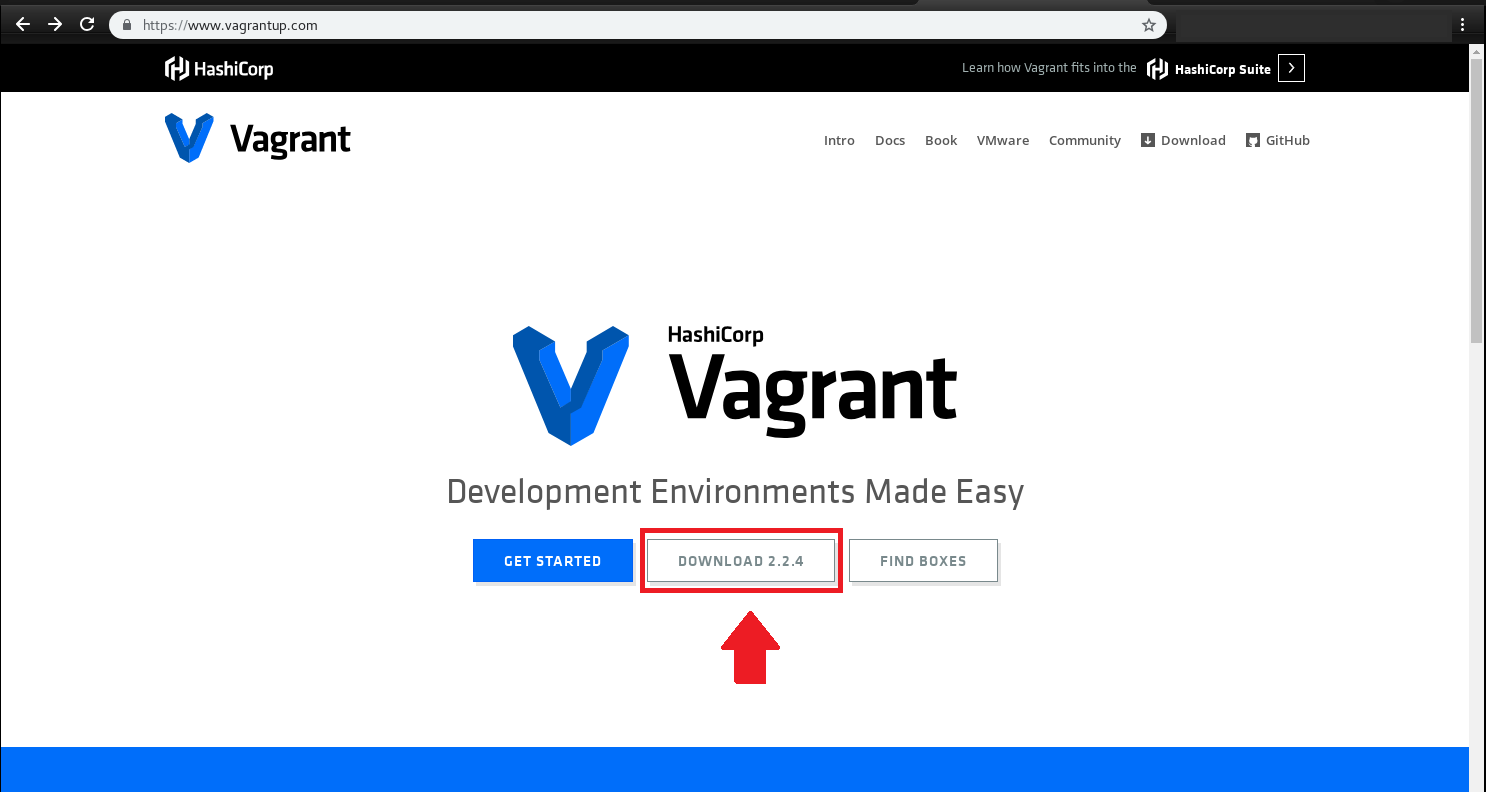 https://www.vagrantup.com
HashiCorp
Learn how Vagrant fits into the HashiCorp Suite
Vagrant
Intro Docs Book VMware Community Download GitHub
HashiCorp
Vagrant
Development Environments Made Easy
GET STARTED DOWNLOAD 2.2.4 FIND BOXES